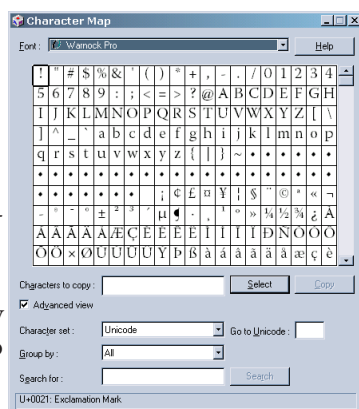 Character Map
Font : Warnock Pro Help
! " # $ % & ' ( ) * + , - . / 0 1 2 3 4
5 6 7 8 9 : ; < = > ? @ A B C D E F G H
I J K L M N O P Q R S T U V W X Y Z [ \
] ^ _ ` a b c d e f g h i j k l m n o p
q r s t u v w x y z { | } ~ • • • • • •
• • • • • • • • • • • • • • • • • • • •
• • • • • • • ¡ ¢ £ ¤ ¥ ¦ § ¨ © ª « ¬
- ® ¯ ° ± ² ³ ´ µ ¶ · ¸ ¹ º » ¼ ½ ¾ ¿ À
Á Â Ã Ä Å Æ Ç È É Ê Ë Ì Í Î Ï Ð Ñ Ò Ó Ô
Õ Ö × Ø Ù Ú Û Ü Ý Þ ß à á â ã ä å æ ç è
Characters to copy : Select Copy
Advanced view
Character set : Unicode Go to Unicode :
Group by : All
Search for : Search
U+0021: Exclamation Mark